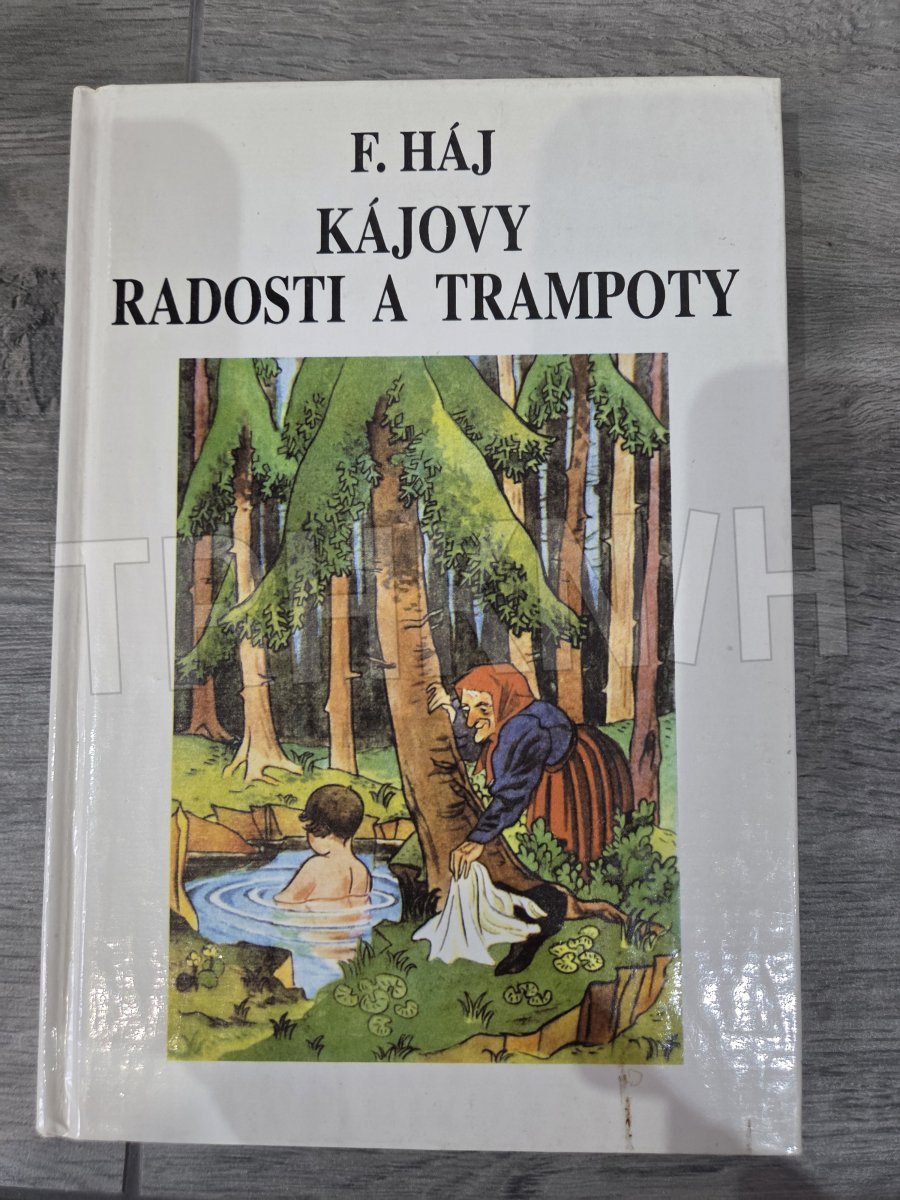 F. HÁJ
KÁJOVY
RADOSTI A TRAMPOTY